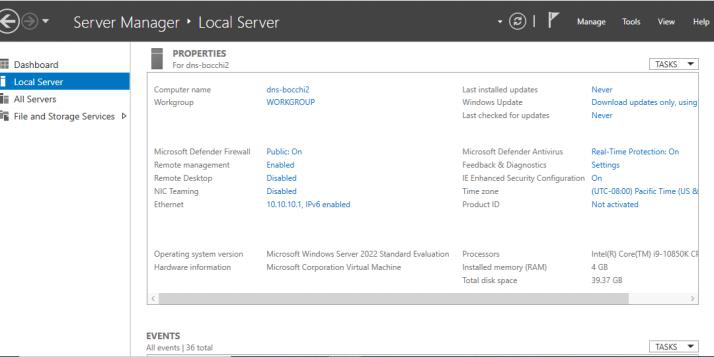 Server Manager ‣ Local Server
Manage Tools View Help
Dashboard
Local Server
All Servers
File and Storage Services
PROPERTIES
For dns-bocchi2
TASKS
Computer name dns-bocchi2 Last installed updates Never
Workgroup WORKGROUP Windows Update Download updates only, using
Last checked for updates Never
Microsoft Defender Firewall Public: On Microsoft Defender Antivirus Real-Time Protection: On
Remote management Enabled Feedback & Diagnostics Settings
Remote Desktop Disabled IE Enhanced Security Configuration On
NIC Teaming Disabled Time zone (UTC-08:00) Pacific Time (US &
Ethernet 10.10.10.1, IPv6 enabled Product ID Not activated
Operating system version Microsoft Windows Server 2022 Standard Evaluation Processors Intel(R) Core(TM) i9-10850K
Hardware information Microsoft Corporation Virtual Machine Installed memory (RAM) 4 GB
Total disk space 39.37 GB
EVENTS
All events | 36 total
TASKS